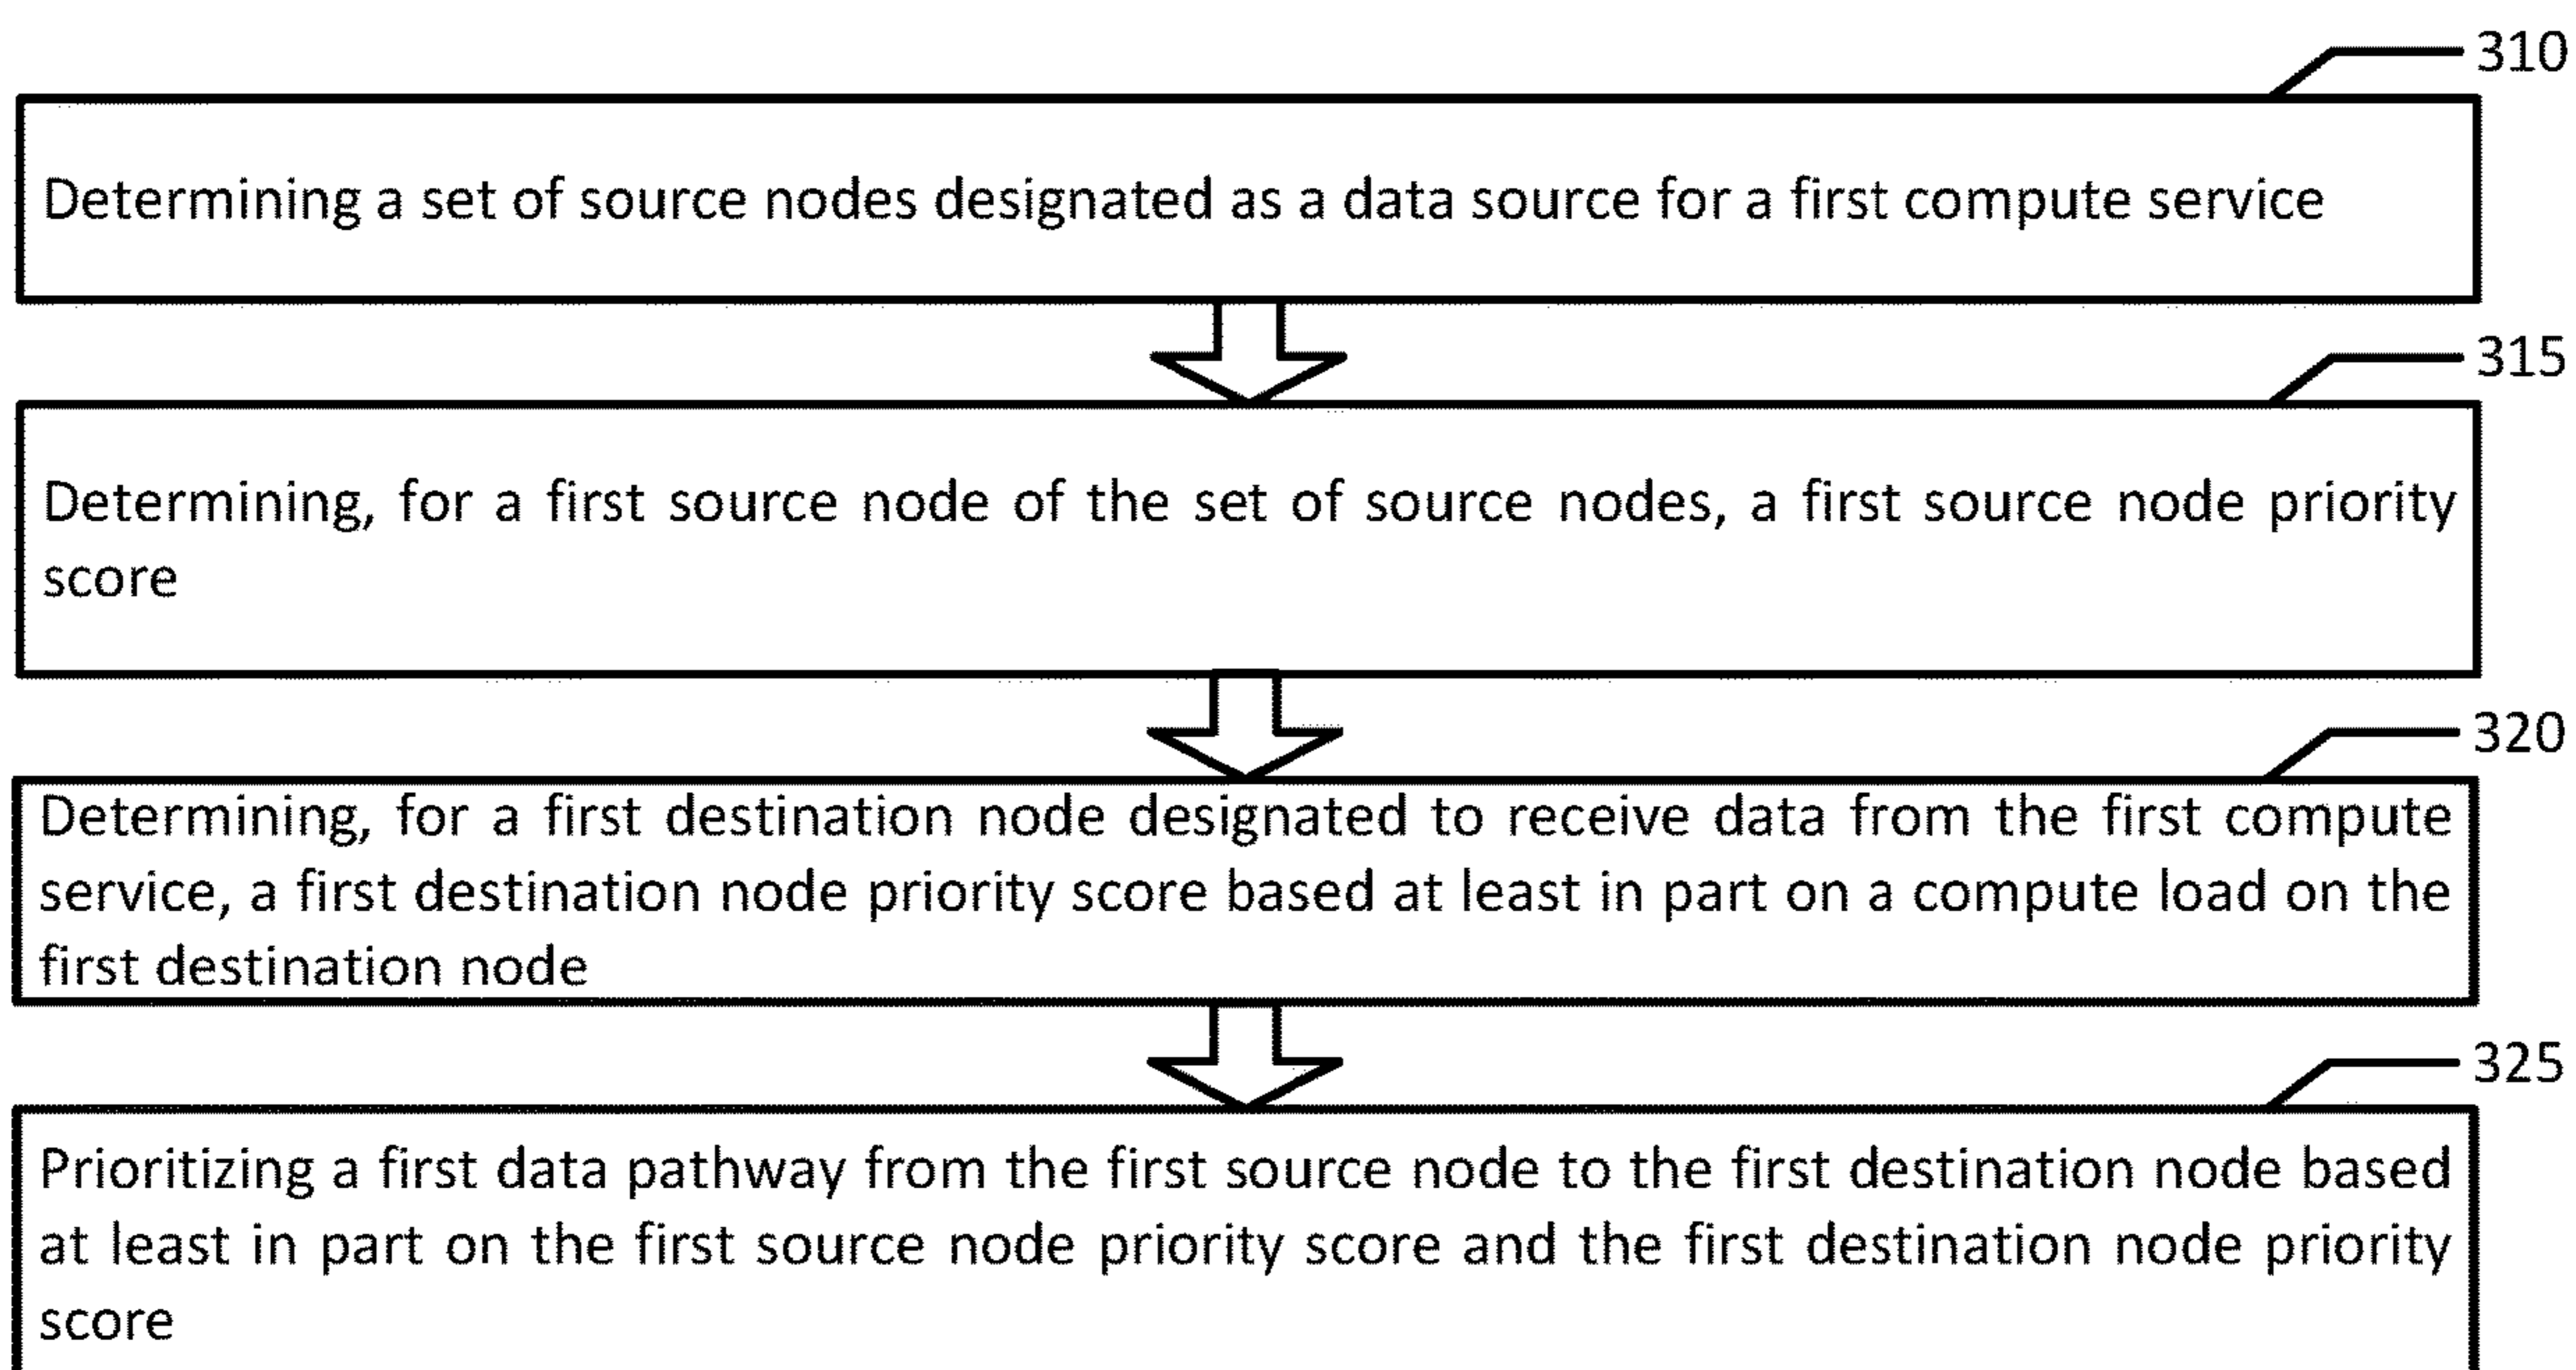 310
Determining a set of source nodes designated as a data source for a first compute service
315
Determining, for a first source node of the set of source nodes, a first source node priority
score
320
Determining, for a first destination node designated to receive data from the first compute
service, a first destination node priority score based at least in part on a compute load on the
first destination node
325
Prioritizing a first data pathway from the first source node to the first destination node based
at least in part on the first source node priority score and the first destination node priority
score